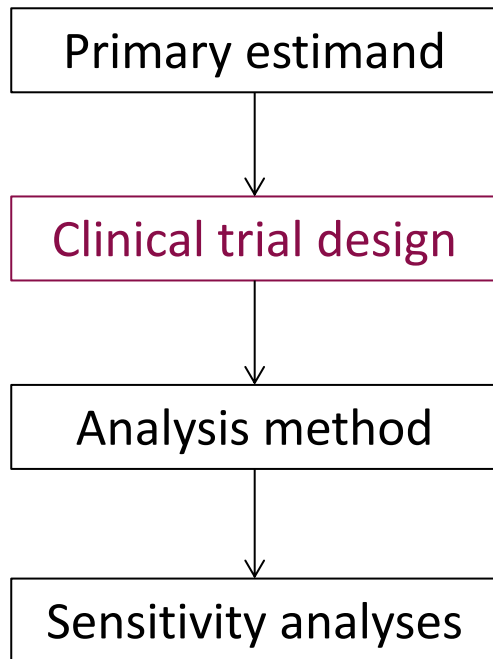 Primary estimand
Clinical trial design
Analysis method
Sensitivity analyses